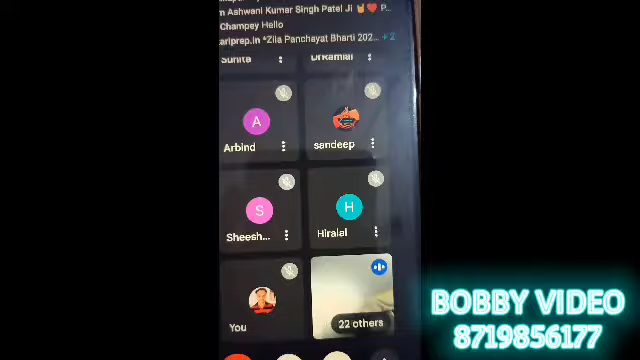 m Ashwani Kumar Singh Patel Ji 🤘❤️ P...
Champey Hello
ariprep.In *Zila Panchayat Bharti 202... +2
Sunita
DrKamal
A
Arbind
sandeep
S
Sheesh...
H
Hiralal
You
22 others
BOBBY VIDEO
8719856177